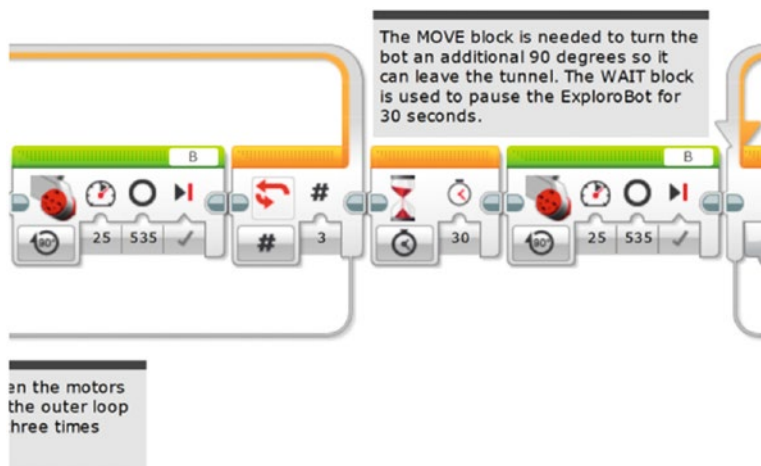 The MOVE block is needed to turn the
bot an additional 90 degrees so it
can leave the tunnel. The WAIT block
is used to pause the ExploroBot for
30 seconds.
B
B
#
25 535
#
3
30
25 535
en the motors
the outer loop
three times